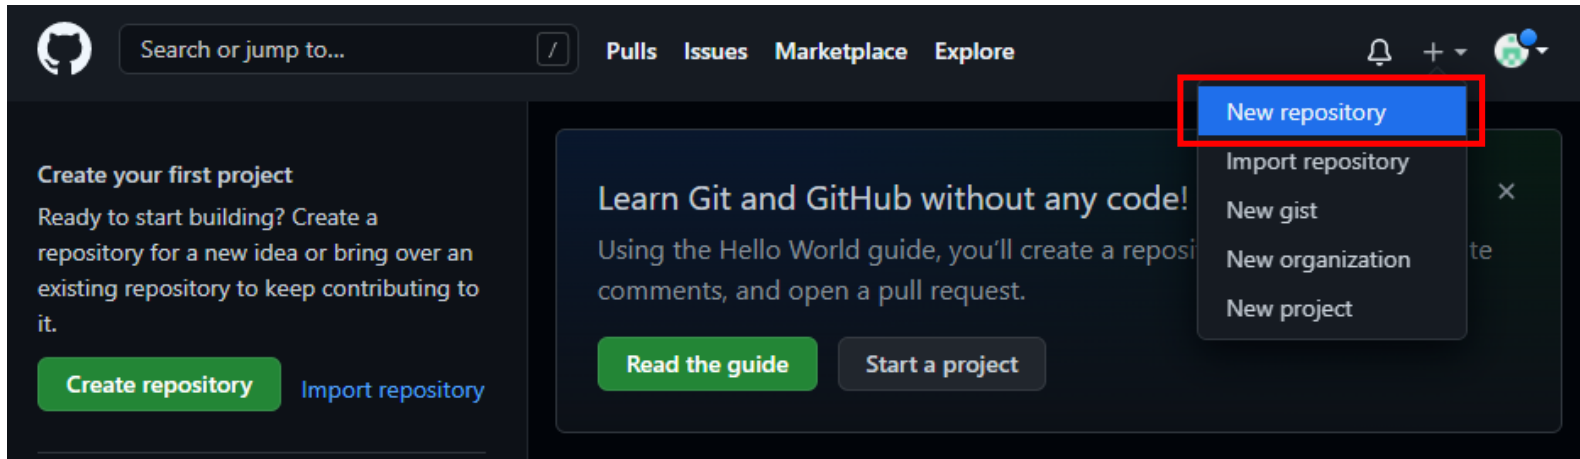 Search or jump to... /
Pulls Issues Marketplace Explore
New repository
Import repository
New gist
New organization
New project
Create your first project
Ready to start building? Create a
repository for a new idea or bring over an
existing repository to keep contributing to
it.
Create repository Import repository
Learn Git and GitHub without any code!
Using the Hello World guide, you’ll create a te
comments, and open a pull request.
Read the guide Start a project